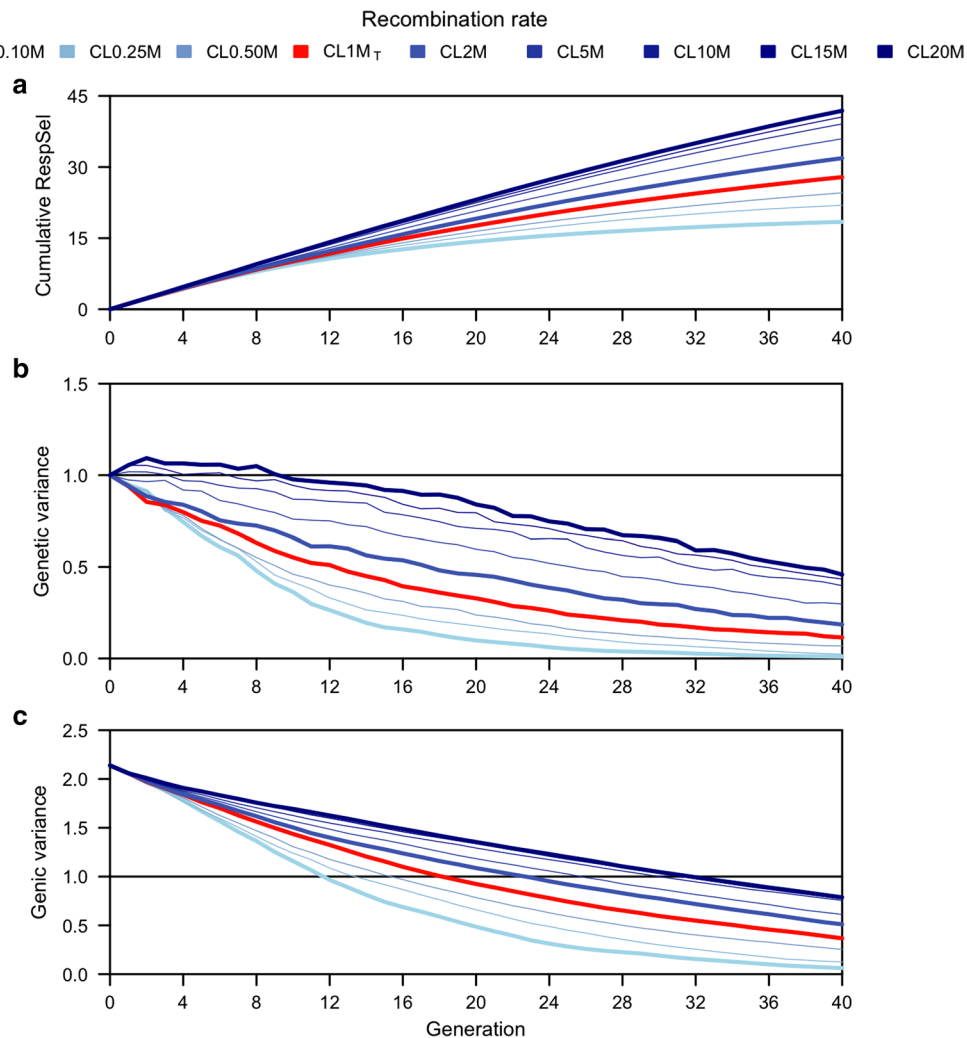 Recombination rate
0.10M CL0.25M CL0.50M CL1M T CL2M CL5M CL10M CL15M CL20M
a
Cumulative RespSel
45
30
15
0
0 4 8 12 16 20 24 28 32 36 40
b
Genetic variance
1.5
1.0
0.5
0.0
0 4 8 12 16 20 24 28 32 36 40
c
Genic variance
2.5
2.0
1.5
1.0
0.5
0.0
0 4 8 12 16 20 24 28 32 36 40
Generation